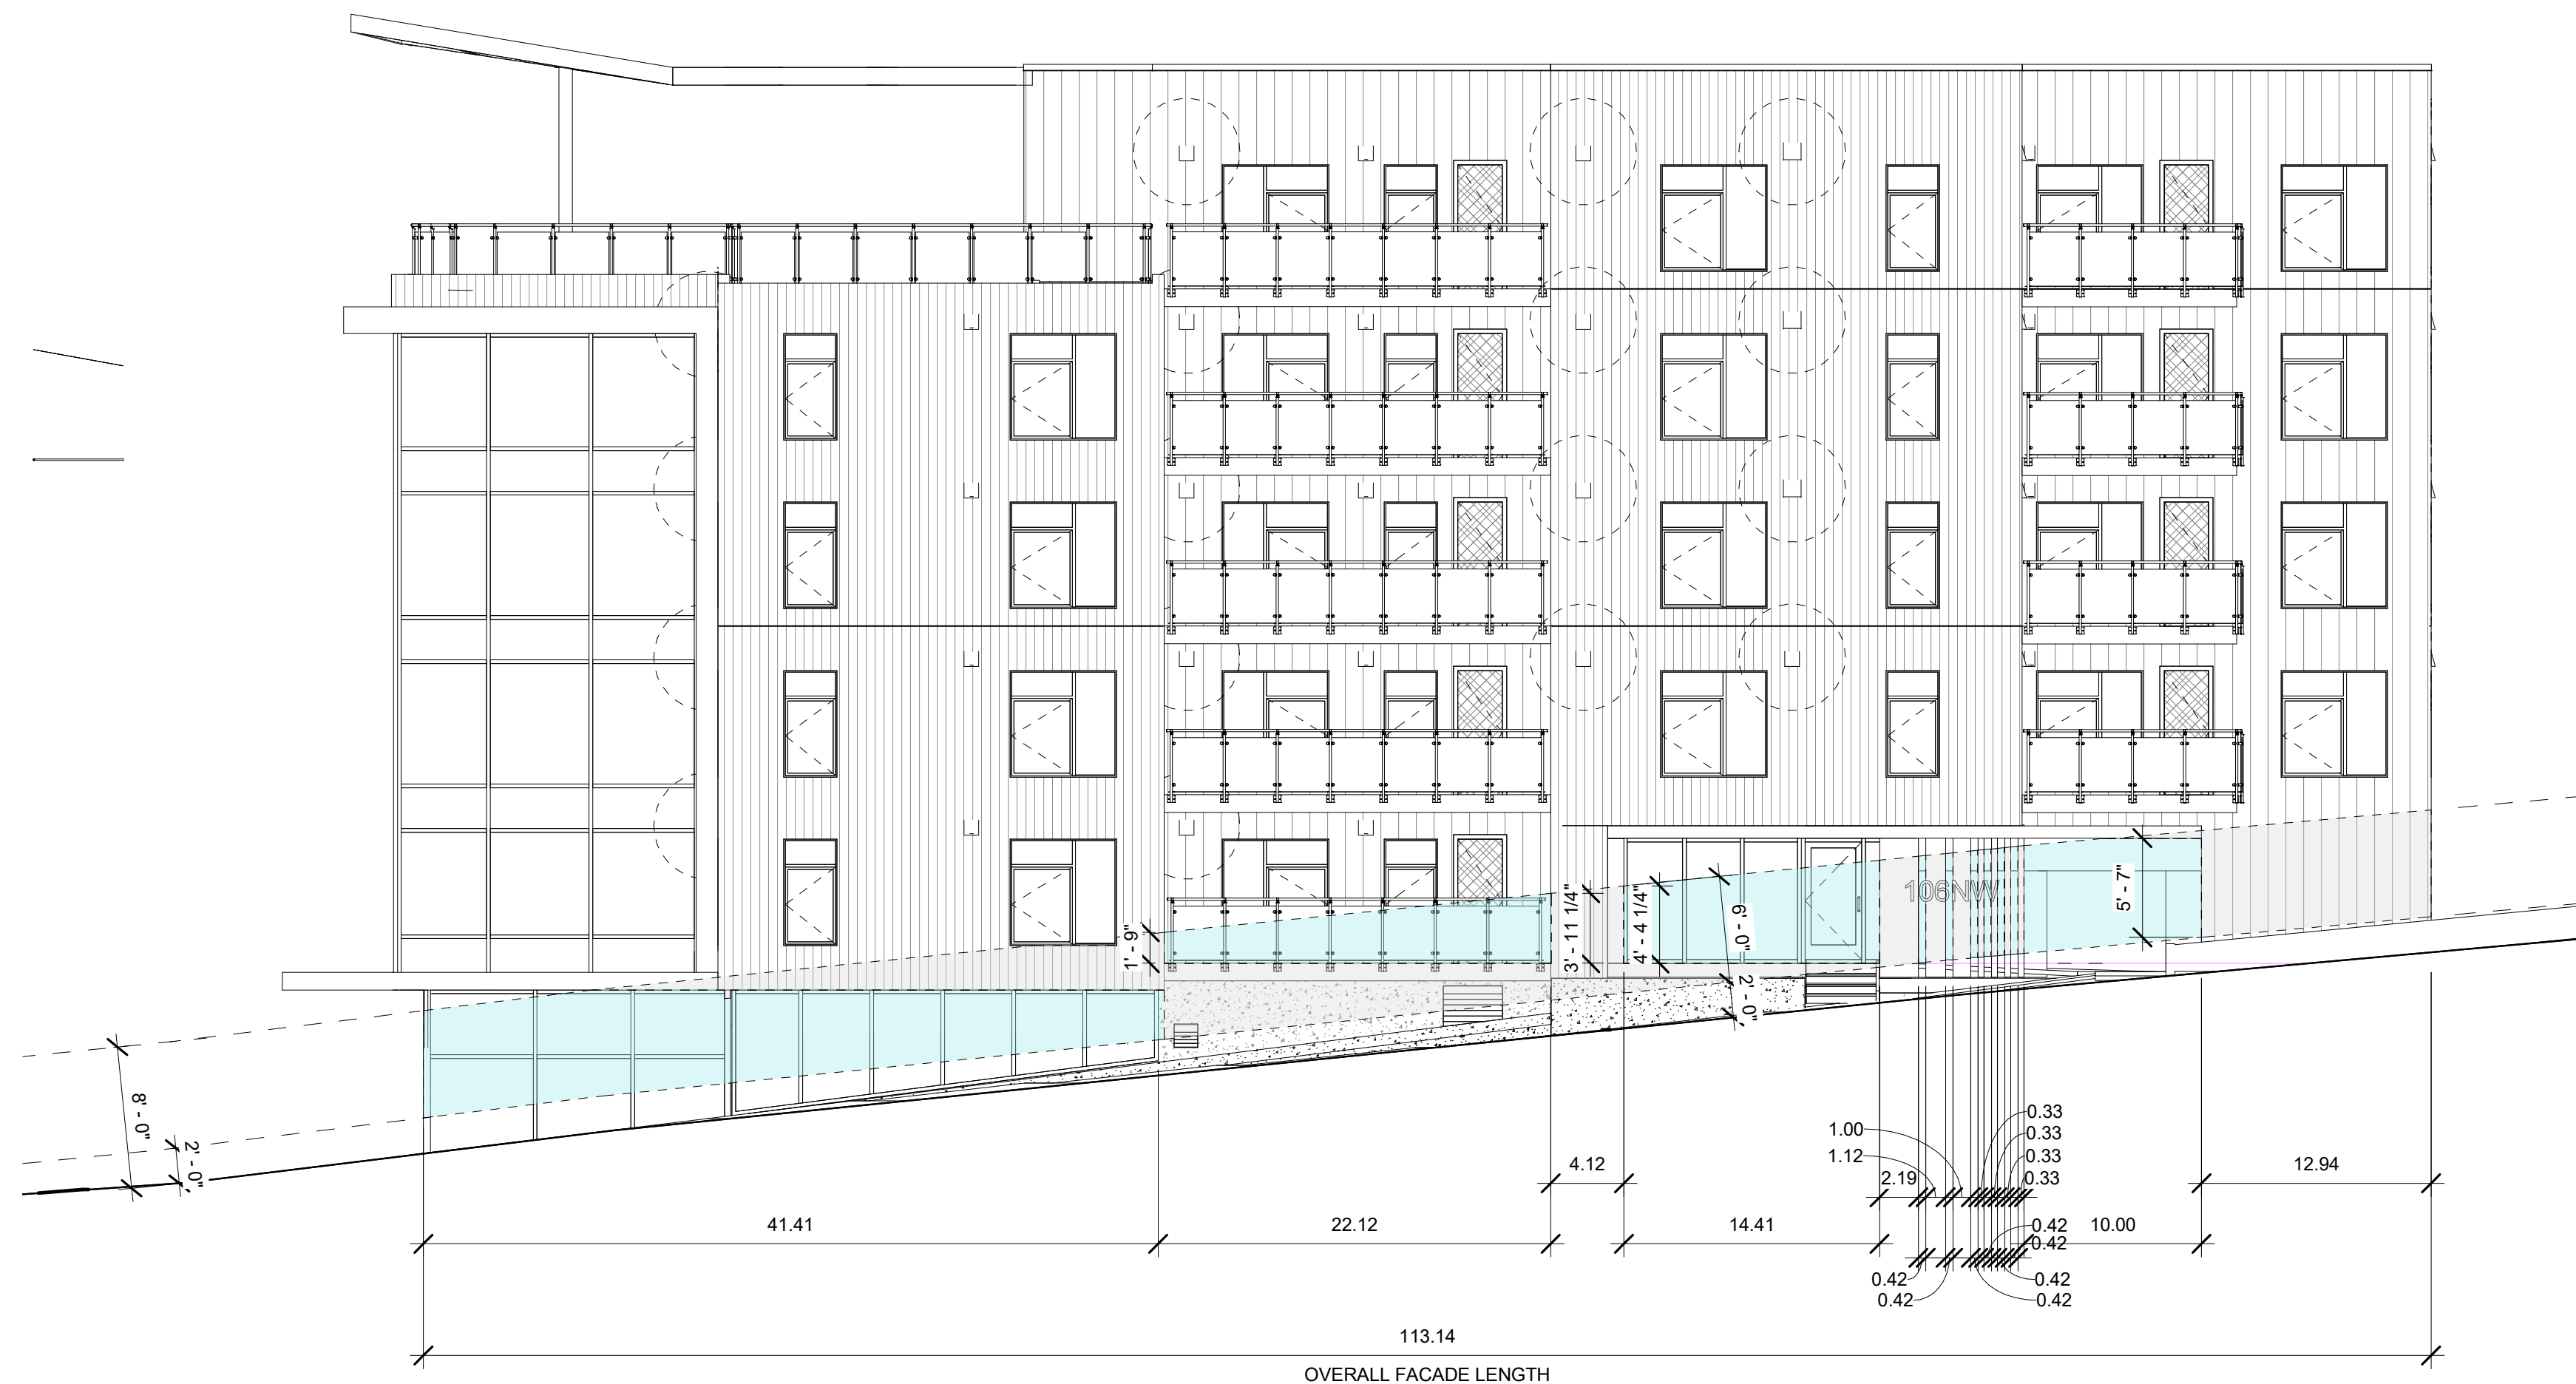 106NW
5' - 7"
1' - 9"
3' - 11 1/4"
4' - 4 1/4"
6' - 0"
2' - 0"
8' - 0"
2' - 0"
0.33
1.00
0.33
1.12
0.33
4.12
2.19
0.33
12.94
41.41
22.12
14.41
0.42
10.00
0.42
0.42
0.42
0.42
0.42
113.14
OVERALL FACADE LENGTH